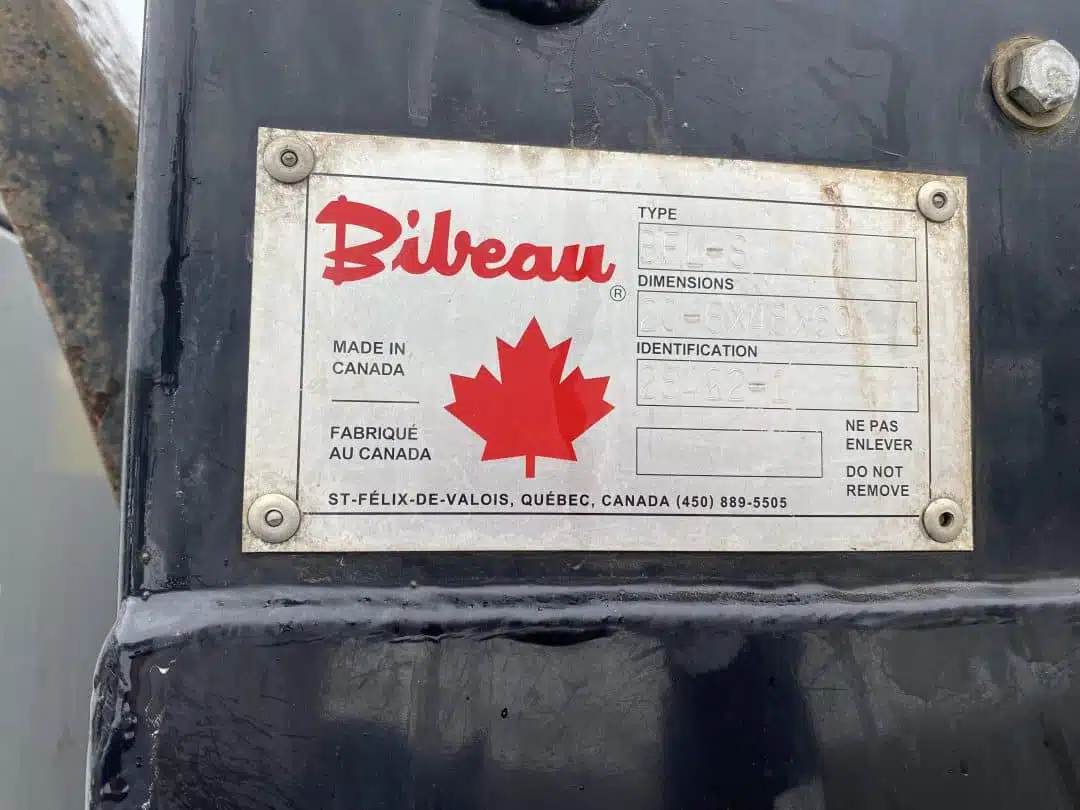 Bibeau
®
MADE IN
CANADA
FABRIQUÉ
AU CANADA
TYPE
BFL-S
DIMENSIONS
IDENTIFICATION
NE PAS
ENLEVER
DO NOT
REMOVE
ST-FÉLIX-DE-VALOIS, QUÉBEC, CANADA (450) 889-5505